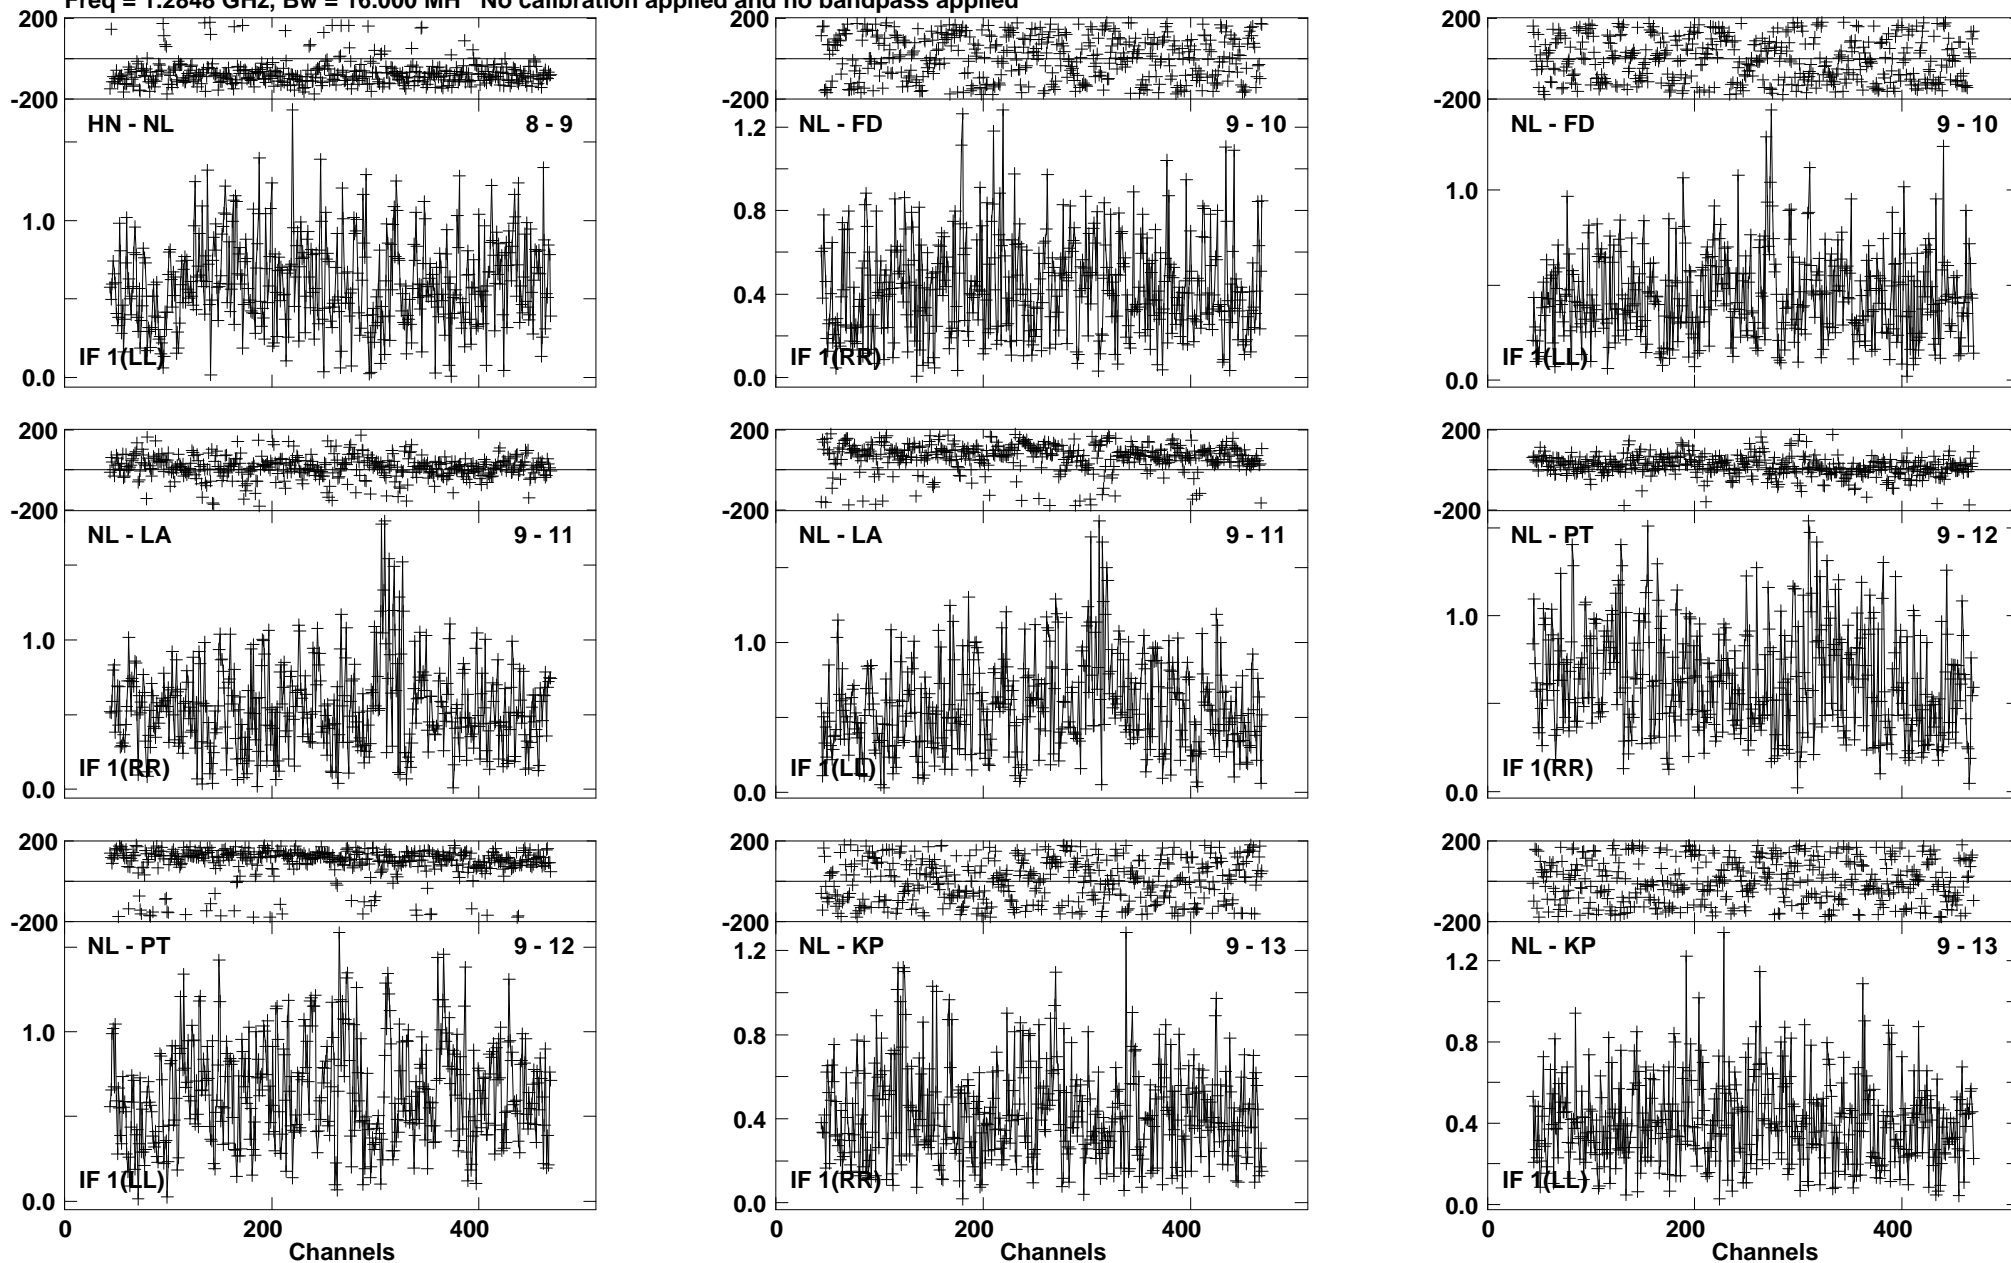 Freq = 1.2848 GHz, Bw = 16.000 MH No calibration applied and no bandpass applied
200
-200
HN - NL 8 - 9
1.0
0.0
IF 1(LL)
200
-200
NL - FD 9 - 10
1.2
0.8
0.4
0.0
IF 1(RR)
200 400
200
-200
NL - FD 9 - 10
1.0
0.0
IF 1(LL)
200
-200
NL - LA 9 - 11
1.0
0.0
IF 1(RR)
200
-200
NL - LA 9 - 11
1.0
0.0
IF 1(LL)
200
-200
NL - PT 9 - 12
1.0
0.0
IF 1(RR)
200
-200
NL - PT 9 - 12
1.0
0.0
IF 1(LL)
0 200 400
Channels
200
-200
NL - KP 9 - 13
1.2
0.8
0.4
0.0
IF 1(RR)
200 400
200
-200
NL - KP 9 - 13
1.2
0.8
0.4
0.0
IF 1(LL)
0 200 400
Channels